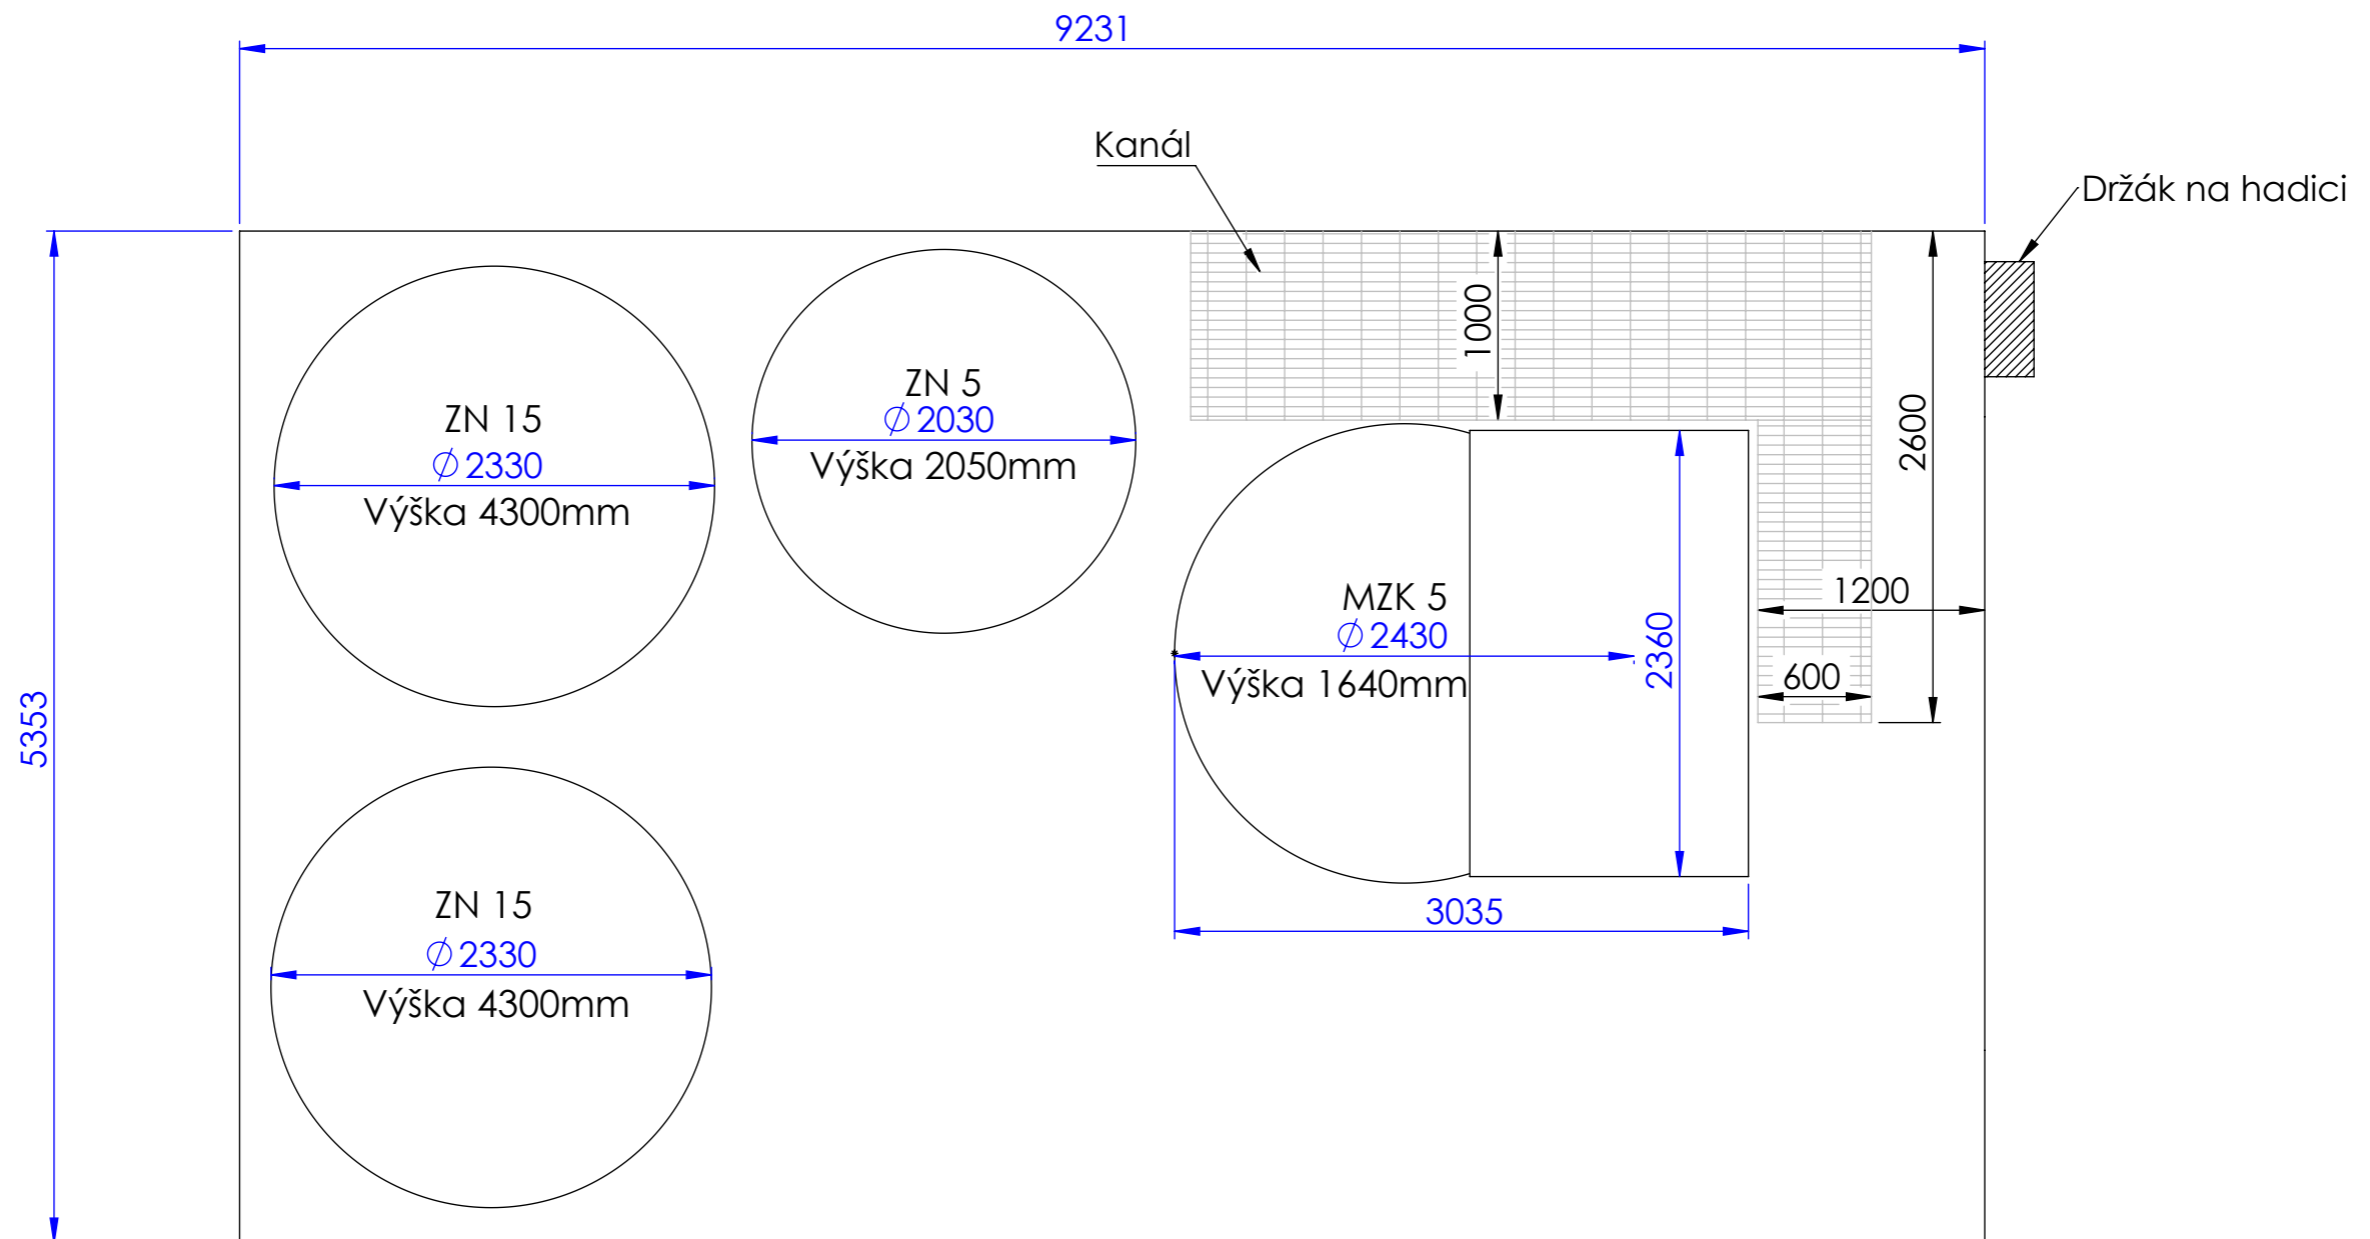 9231
Kanál
Držák na hadici
ZN 15
⌀2330
Výška 4300mm
ZN 5
⌀2030
Výška 2050mm
1000
2600
1200
600
MZK 5
⌀2430
Výška 1640mm
2360
3035
5353
ZN 15
⌀2330
Výška 4300mm